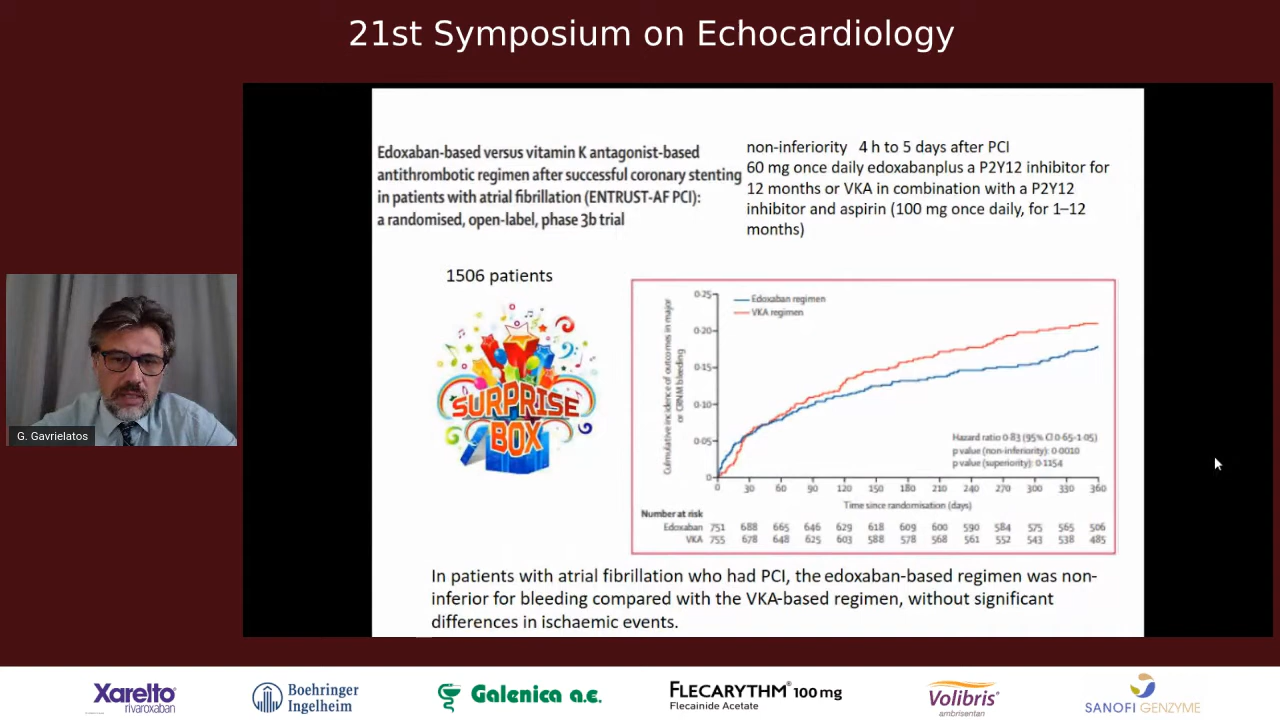 21st Symposium on Echocardiology
Edoxaban-based versus vitamin K antagonist-based
antithrombotic regimen after successful coronary stenting
in patients with atrial fibrillation (ENTRUST-AF PCI):
a randomised, open-label, phase 3b trial
non-inferiority 4 h to 5 days after PCI
60 mg once daily edoxabanplus a P2Y12 inhibitor for
12 months or VKA in combination with a P2Y12
inhibitor and aspirin (100 mg once daily, for 1–12
months)
1506 patients
SURPRISE
BOX
Culmulative incidence of outcomes in major
or CRNM bleeding
0·25
0·20
0·15
0·10
0·05
0
Edoxaban regimen
VKA regimen
Hazard ratio 0·83 (95% CI 0·65-1·05)
p value (non-inferiority): 0·0010
p value (superiority): 0·1154
0 30 60 90 120 150 180 210 240 270 300 330 360
Time since randomisation (days)
Number at risk
Edoxaban 751 688 665 646 629 618 609 600 590 584 575 565 506
VKA 755 678 648 625 603 588 578 568 561 552 543 538 485
In patients with atrial fibrillation who had PCI, the edoxaban-based regimen was non-
inferior for bleeding compared with the VKA-based regimen, without significant
differences in ischaemic events.
G. Gavrielatos
Xarelto®
rivaroxaban
Boehringer
Ingelheim
Galenica a.e.
FLECARYTHM® 100 mg
Flecainide Acetate
Volibris®
ambrisentan
SANOFI GENZYME